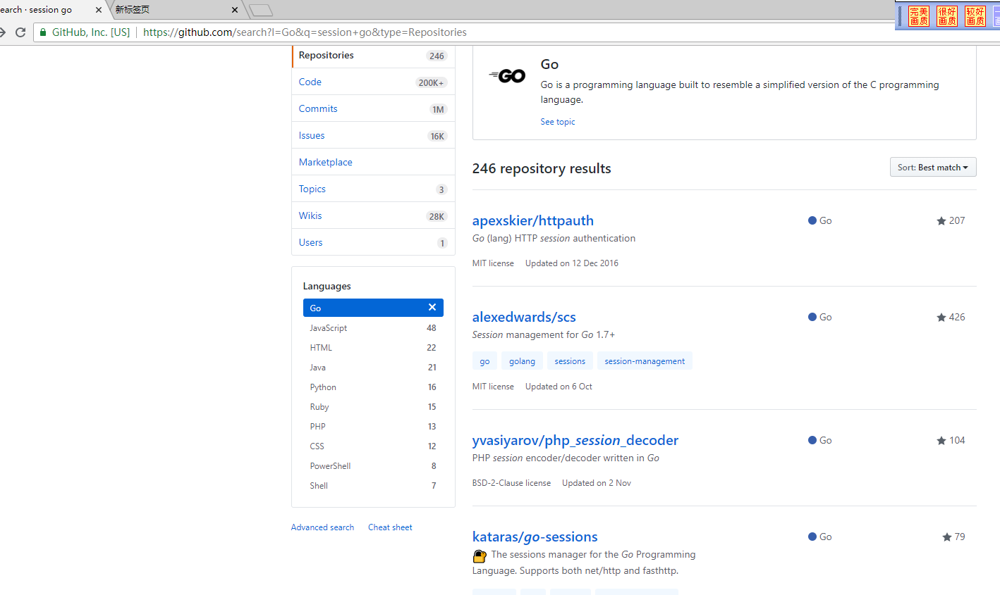 earch · session go
新标签页
完美画质
很好画质
较好画质
GitHub, Inc. [US]
https://github.com/search?l=Go&q=session+go&type=Repositories
Repositories 246
Code 200K+
Commits 1M
Issues 16K
Marketplace
Topics 3
Wikis 28K
Users 1
Languages
Go
JavaScript 48
HTML 22
Java 21
Python 16
Ruby 15
PHP 13
CSS 12
PowerShell 8
Shell 7
Advanced search Cheat sheet
GO
Go
Go is a programming language built to resemble a simplified version of the C programming
language.
See topic
246 repository results
Sort: Best match
apexskier/httpauth Go 207
Go (lang) HTTP session authentication
MIT license Updated on 12 Dec 2016
alexedwards/scs Go 426
Session management for Go 1.7+
go golang sessions session-management
MIT license Updated on 6 Oct
yvasiyarov/php_session_decoder Go 104
PHP session encoder/decoder written in Go
BSD-2-Clause license Updated on 2 Nov
kataras/go-sessions Go 79
The sessions manager for the Go Programming
Language. Supports both net/http and fasthttp.